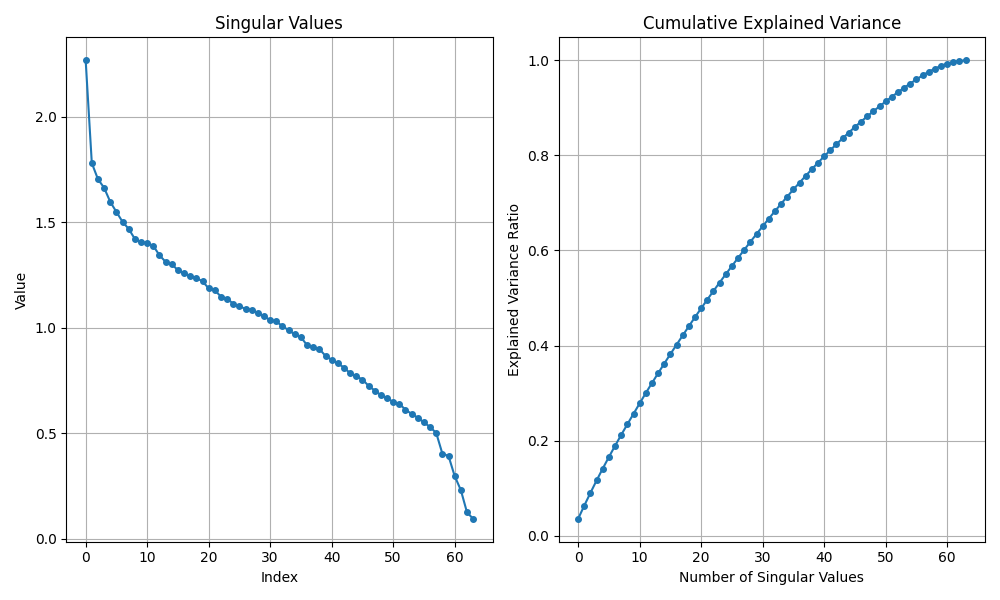 Singular Values
Value
2.0
1.5
1.0
0.5
0.0
0 10 20 30 40 50 60
Index
Cumulative Explained Variance
Explained Variance Ratio
1.0
0.8
0.6
0.4
0.2
0.0
0 10 20 30 40 50 60
Number of Singular Values